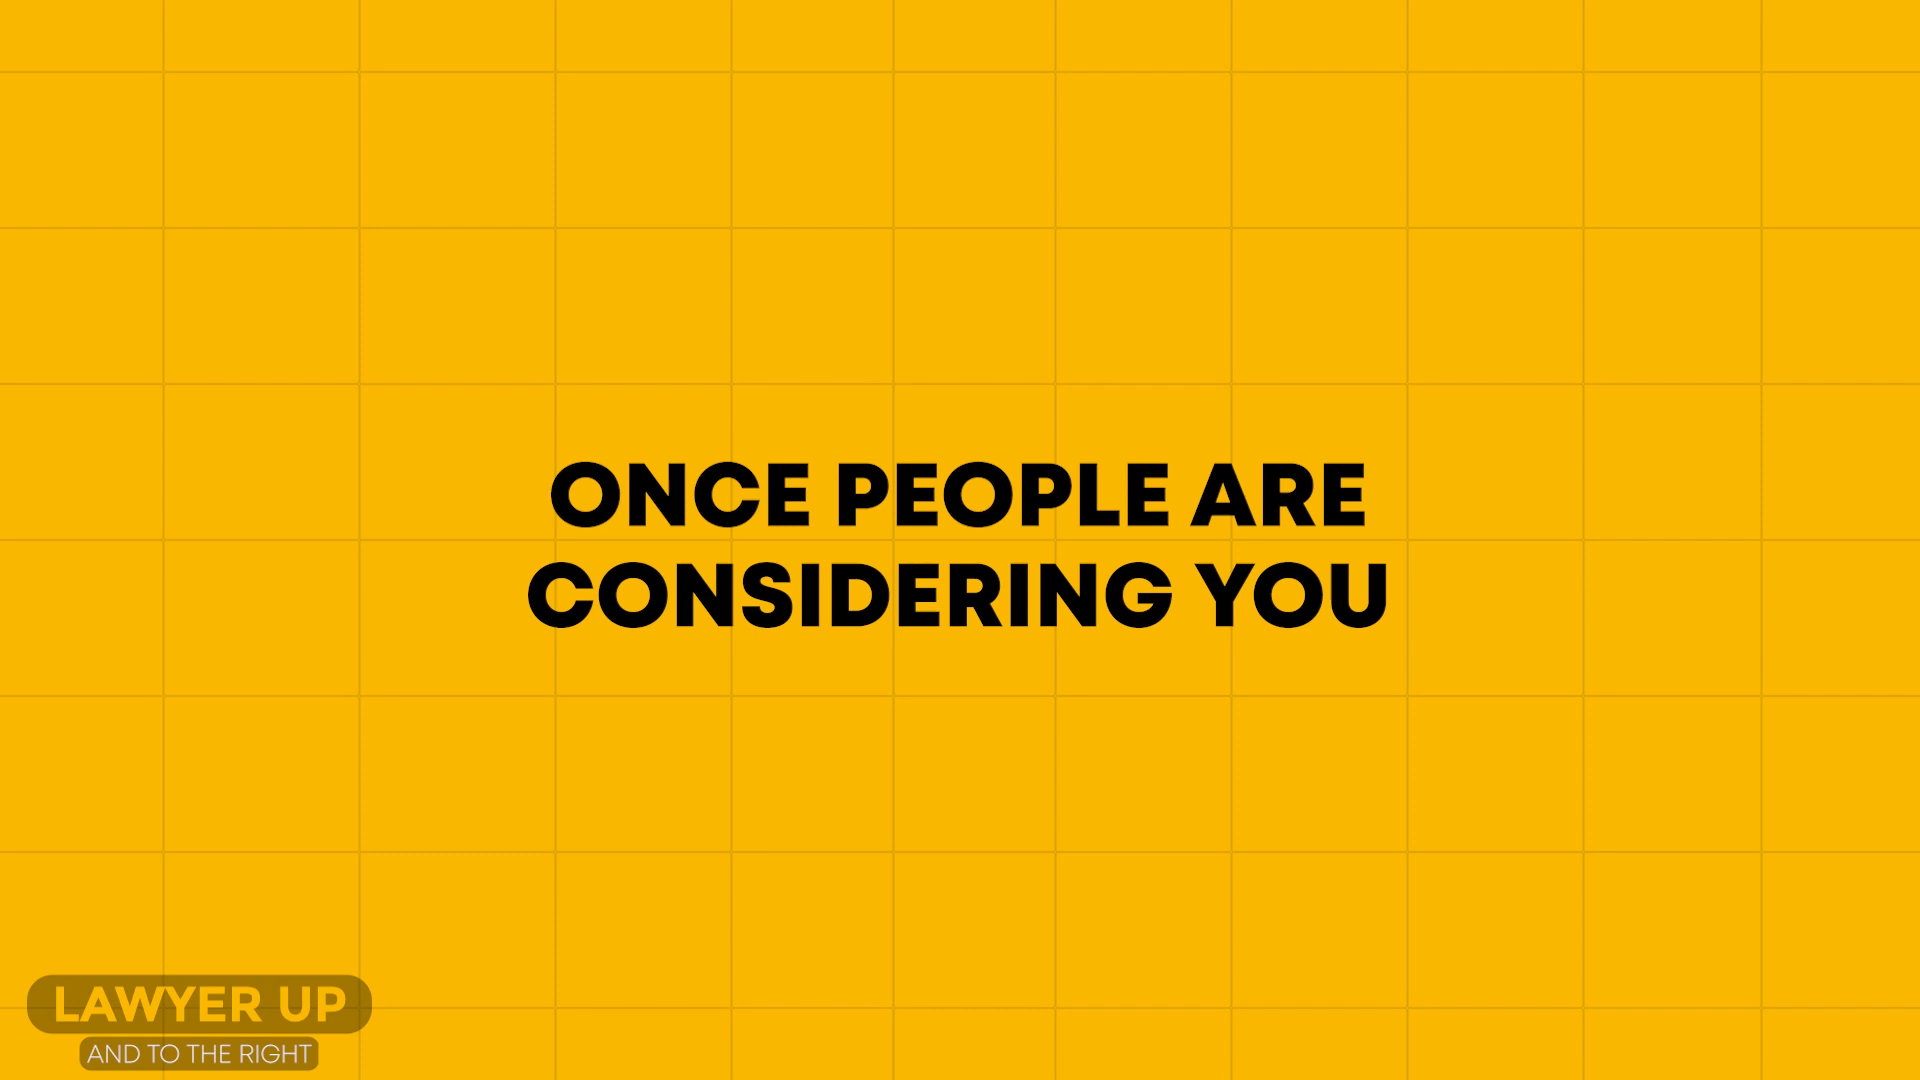 ONCE PEOPLE ARE
CONSIDERING YOU
LAWYER UP
AND TO THE RIGHT